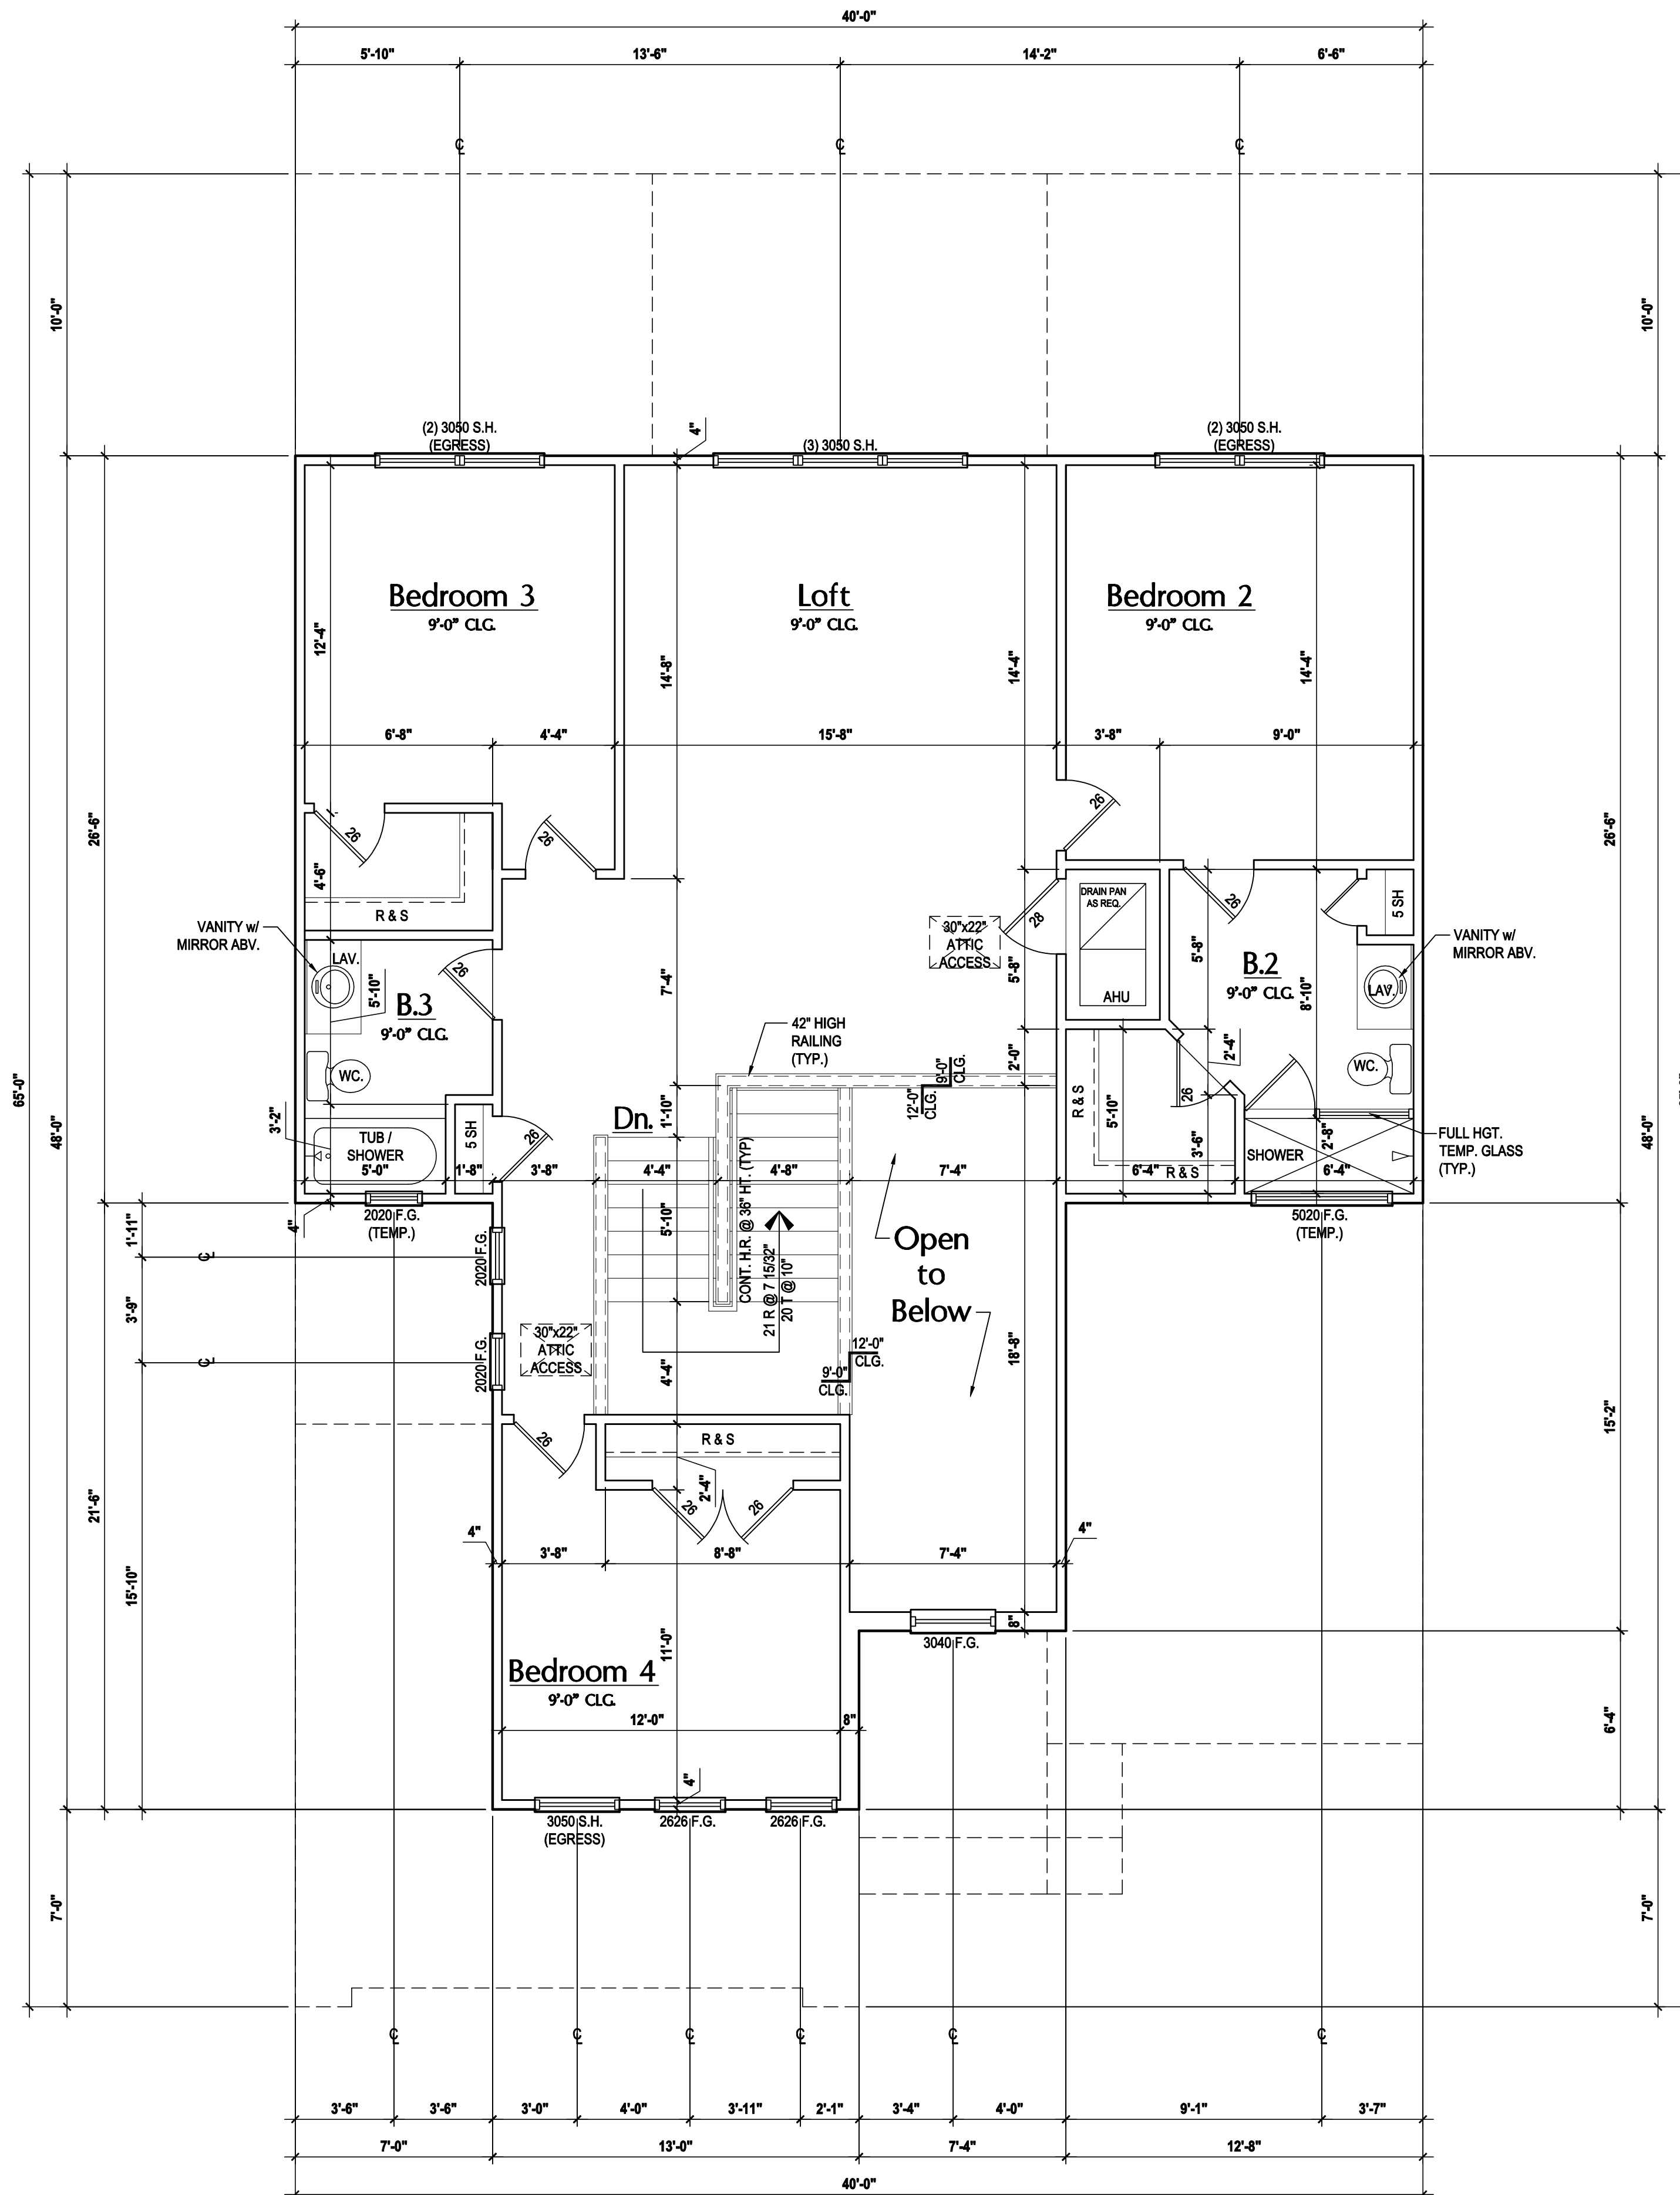 40'-0"
5'-10"
13'-6"
14'-2"
6'-6"
℄
℄
℄
10'-0"
10'-0"
(2) 3050 S.H.
(EGRESS)
4"
(3) 3050 S.H.
(2) 3050 S.H.
(EGRESS)
Bedroom 3
9'-0" CLG.
Loft
9'-0" CLG.
Bedroom 2
9'-0" CLG.
12'-4"
14'-8"
14'-4"
14'-4"
6'-8"
4'-4"
15'-8"
3'-8"
9'-0"
26'-6"
26'-6"
26
26
26
4'-6"
R & S
28
DRAIN PAN
AS REQ.
26
5 SH
VANITY w/
MIRROR ABV.
30"x22"
ATTIC
ACCESS
VANITY w/
MIRROR ABV.
LAV.
26
5'-10"
B.3
9'-0" CLG.
7'-4"
5'-8"
AHU
5'-8"
B.2
9'-0" CLG.
8'-10"
LAV.
42" HIGH
RAILING
(TYP.)
WC.
2'-0"
9'-0"
CLG.
12'-0"
CLG.
2'-4"
WC.
65'-0"
48'-0"
48'-0"
3'-2"
TUB /
SHOWER
5'-0"
5 SH
1'-8"
26
3'-8"
Dn.
1'-10"
4'-4"
4'-8"
7'-4"
R & S
5'-10"
26
3'-6"
6'-4"
R & S
SHOWER
2'-8"
6'-4"
FULL HGT.
TEMP. GLASS
(TYP.)
4"
2020 F.G.
(TEMP.)
5020 F.G.
(TEMP.)
1'-11"
℄
3'-9"
℄
2020 F.G.
2020 F.G.
5'-10"
CONT. H.R. @ 36" HT. (TYP)
21 R @ 7 15/32"
20 T @ 10"
Open
to
Below
30"x22"
ATTIC
ACCESS
4'-4"
12'-0"
CLG.
9'-0"
CLG.
18'-8"
15'-2"
26
R & S
2'-4"
26
26
21'-6"
15'-10"
4"
3'-8"
8'-8"
7'-4"
4"
8"
3040 F.G.
11'-0"
Bedroom 4
9'-0" CLG.
12'-0"
8"
6'-4"
4"
3050 S.H.
(EGRESS)
2626 F.G.
2626 F.G.
7'-0"
7'-0"
℄
℄
℄
℄
℄
℄
3'-6"
3'-6"
3'-0"
4'-0"
3'-11"
2'-1"
3'-4"
4'-0"
9'-1"
3'-7"
7'-0"
13'-0"
7'-4"
12'-8"
40'-0"